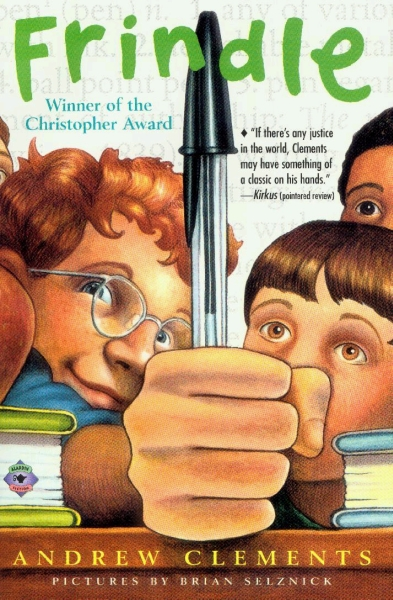 Frindle
Winner of the
Christopher Award
♦ "If there's any justice
in the world, Clements
may have something of
a classic on his hands."
—Kirkus (pointered review)
ANDREW CLEMENTS
PICTURES BY BRIAN SELZNICK